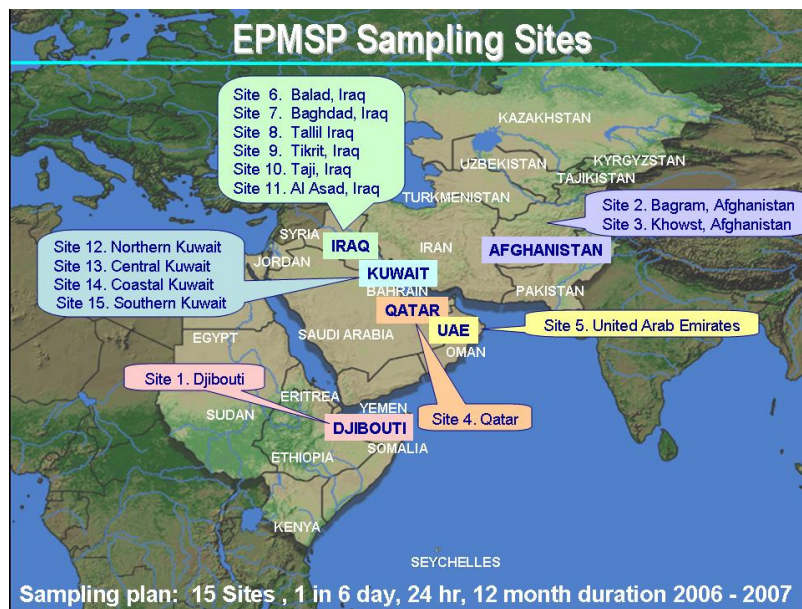 EPMSP Sampling Sites
Site 6. Balad, Iraq
Site 7. Baghdad, Iraq
Site 8. Tallil Iraq
Site 9. Tikrit, Iraq
Site 10. Taji, Iraq
Site 11. Al Asad, Iraq
KAZAKHSTAN
UZBEKISTAN
KYRGYZSTAN
TAJIKISTAN
TURKMENISTAN
Site 2. Bagram, Afghanistan
Site 3. Khowst, Afghanistan
SYRIA
IRAQ
IRAN
AFGHANISTAN
JORDAN
Site 12. Northern Kuwait
Site 13. Central Kuwait
Site 14. Coastal Kuwait
Site 15. Southern Kuwait
KUWAIT
BAHRAIN
PAKISTAN
QATAR
EGYPT
SAUDI ARABIA
UAE
Site 5. United Arab Emirates
OMAN
Site 1. Djibouti
ERITREA
SUDAN
YEMEN
Site 4. Qatar
DJIBOUTI
SOMALIA
ETHIOPIA
KENYA
SEYCHELLES
Sampling plan: 15 Sites , 1 in 6 day, 24 hr, 12 month duration 2006 - 2007